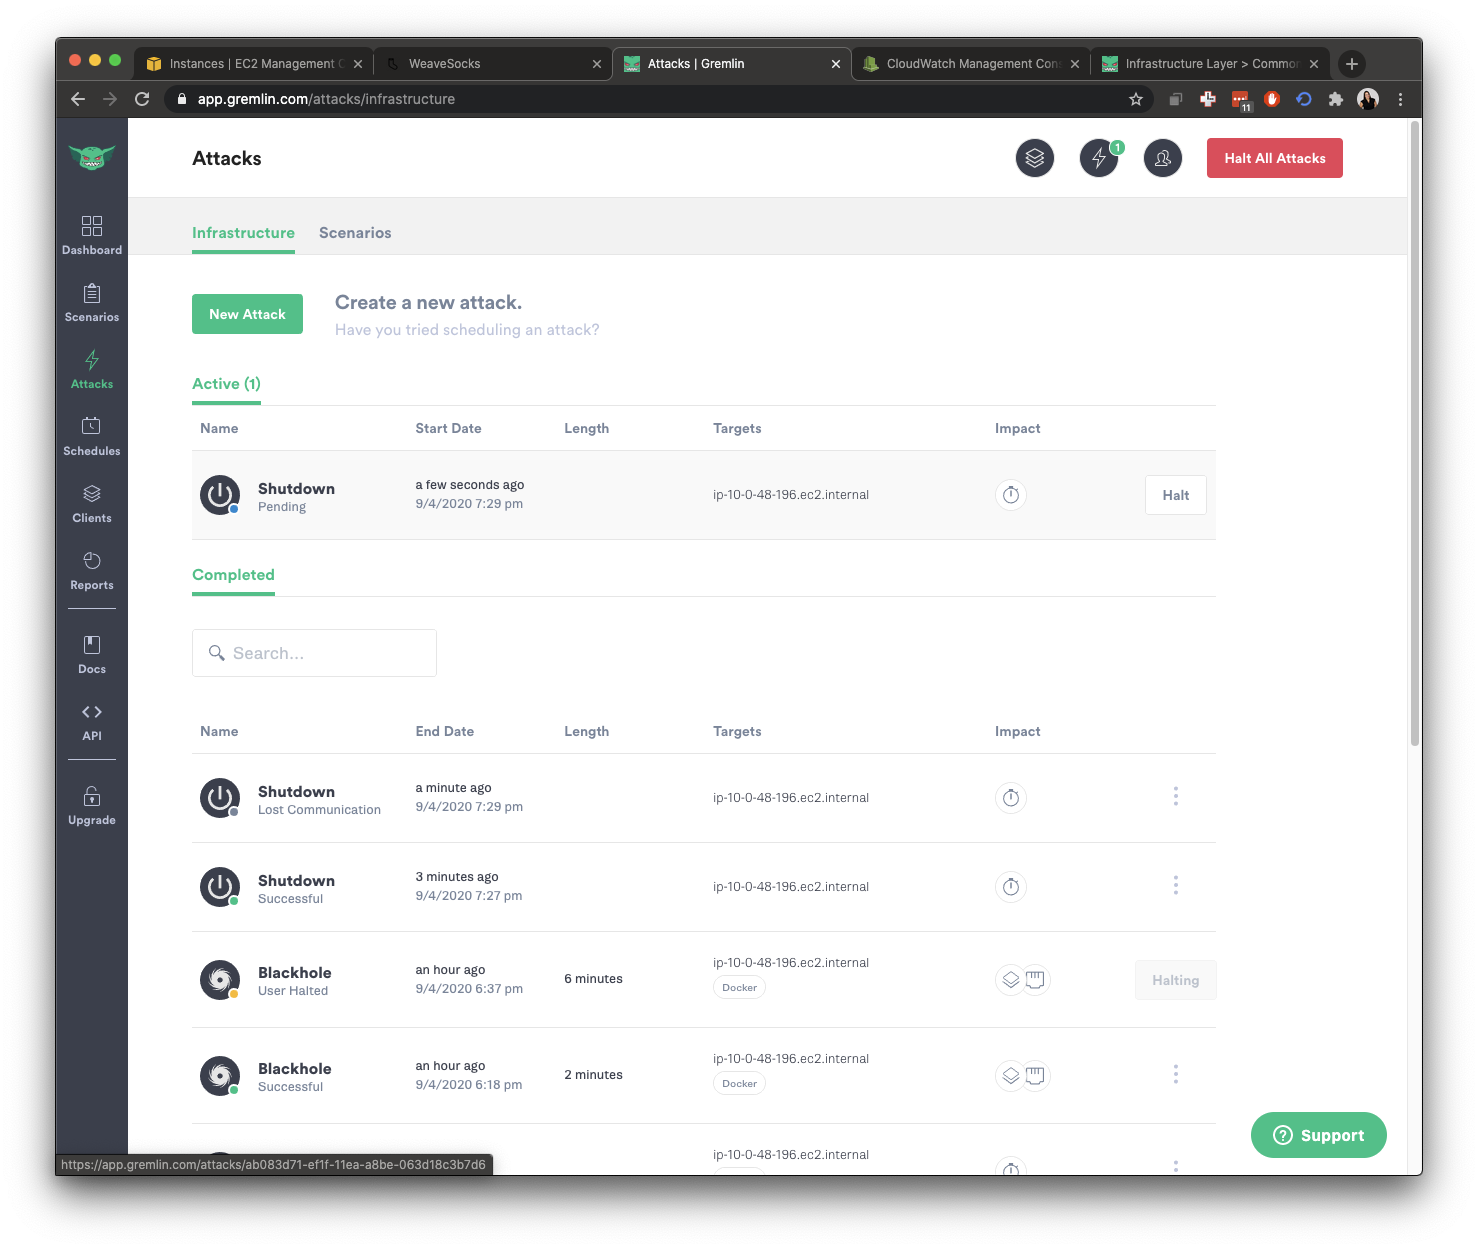 Instances | EC2 Management C
WeaveSocks
Attacks | Gremlin
CloudWatch Management Con
Infrastructure Layer > Common
app.gremlin.com/attacks/infrastructure
11
Attacks
1
Halt All Attacks
Infrastructure
Scenarios
Dashboard
Scenarios
Attacks
Schedules
Clients
Reports
Docs
API
Upgrade
New Attack
Create a new attack.
Have you tried scheduling an attack?
Active (1)
Name
Start Date
Length
Targets
Impact
Shutdown
Pending
a few seconds ago
9/4/2020 7:29 pm
ip-10-0-48-196.ec2.internal
Halt
Completed
Search...
Name
End Date
Length
Targets
Impact
Shutdown
Lost Communication
a minute ago
9/4/2020 7:29 pm
ip-10-0-48-196.ec2.internal
Shutdown
Successful
3 minutes ago
9/4/2020 7:27 pm
ip-10-0-48-196.ec2.internal
Blackhole
User Halted
an hour ago
9/4/2020 6:37 pm
6 minutes
ip-10-0-48-196.ec2.internal
Docker
Halting
Blackhole
Successful
an hour ago
9/4/2020 6:18 pm
2 minutes
ip-10-0-48-196.ec2.internal
Docker
ip-10-0-48-196.ec2.internal
Support
https://app.gremlin.com/attacks/ab083d71-ef1f-11ea-a8be-063d18c3b7d6